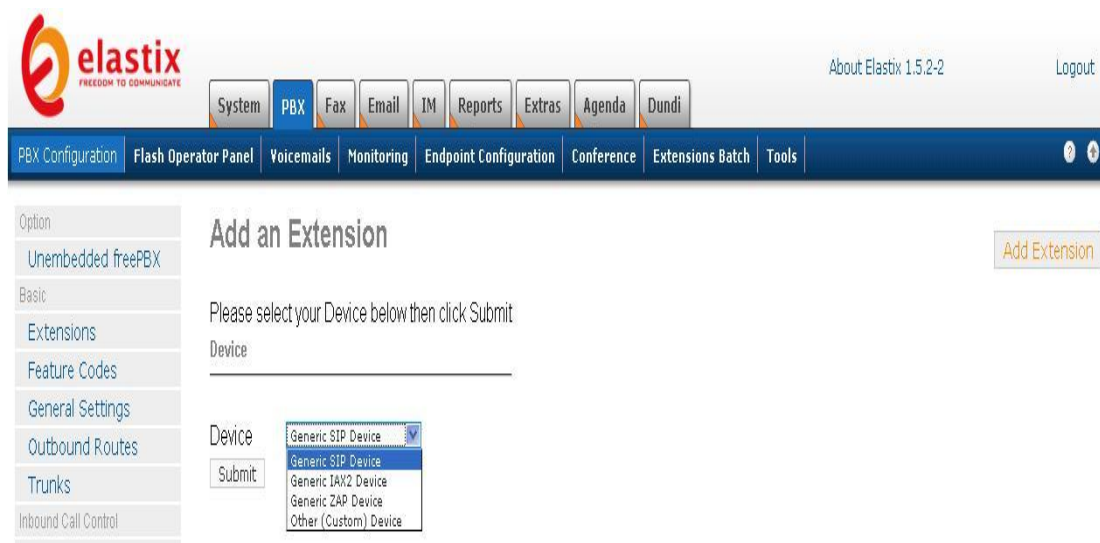 elastix
FREEDOM TO COMMUNICATE
About Elastix 1.5.2-2
Logout
System PBX Fax Email IM Reports Extras Agenda Dundi
PBX Configuration Flash Operator Panel Voicemails Monitoring Endpoint Configuration Conference Extensions Batch Tools
?
Option
Unembedded freePBX
Basic
Extensions
Feature Codes
General Settings
Outbound Routes
Trunks
Inbound Call Control
Add an Extension
Add Extension
Please select your Device below then click Submit
Device
Device Generic SIP Device
Generic SIP Device
Generic IAX2 Device
Generic ZAP Device
Other (Custom) Device
Submit